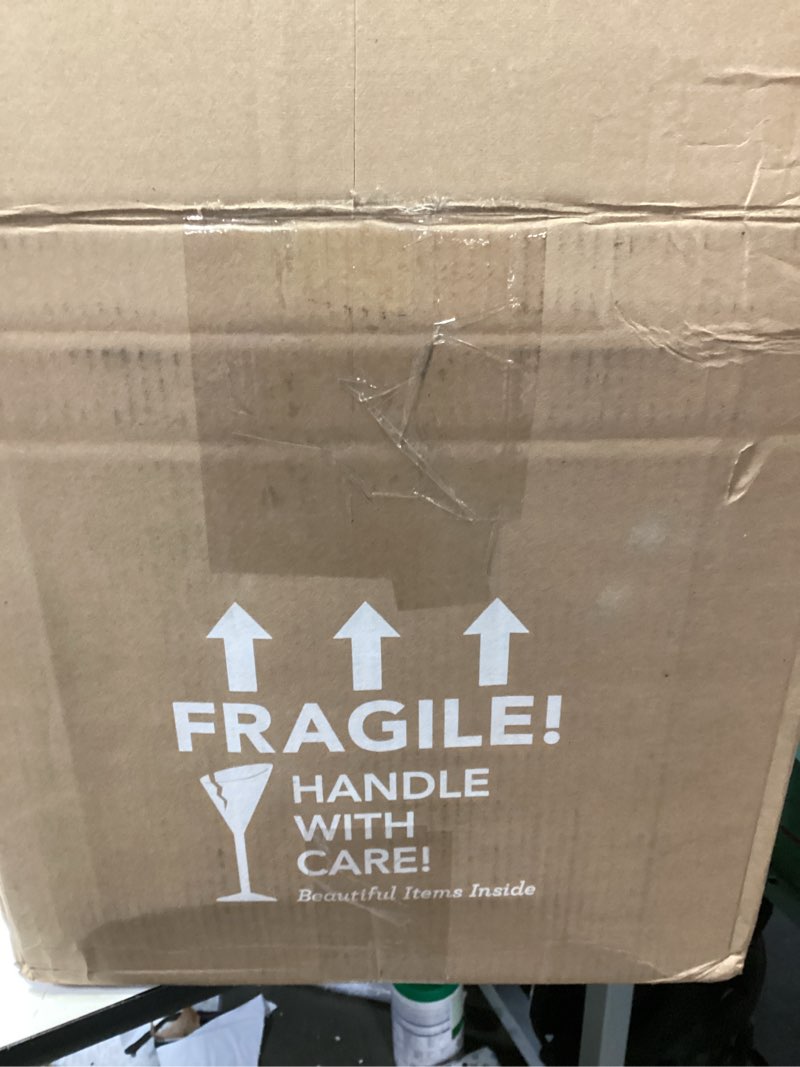 FRAGILE!
HANDLE
WITH
CARE!
Beautiful Items Inside